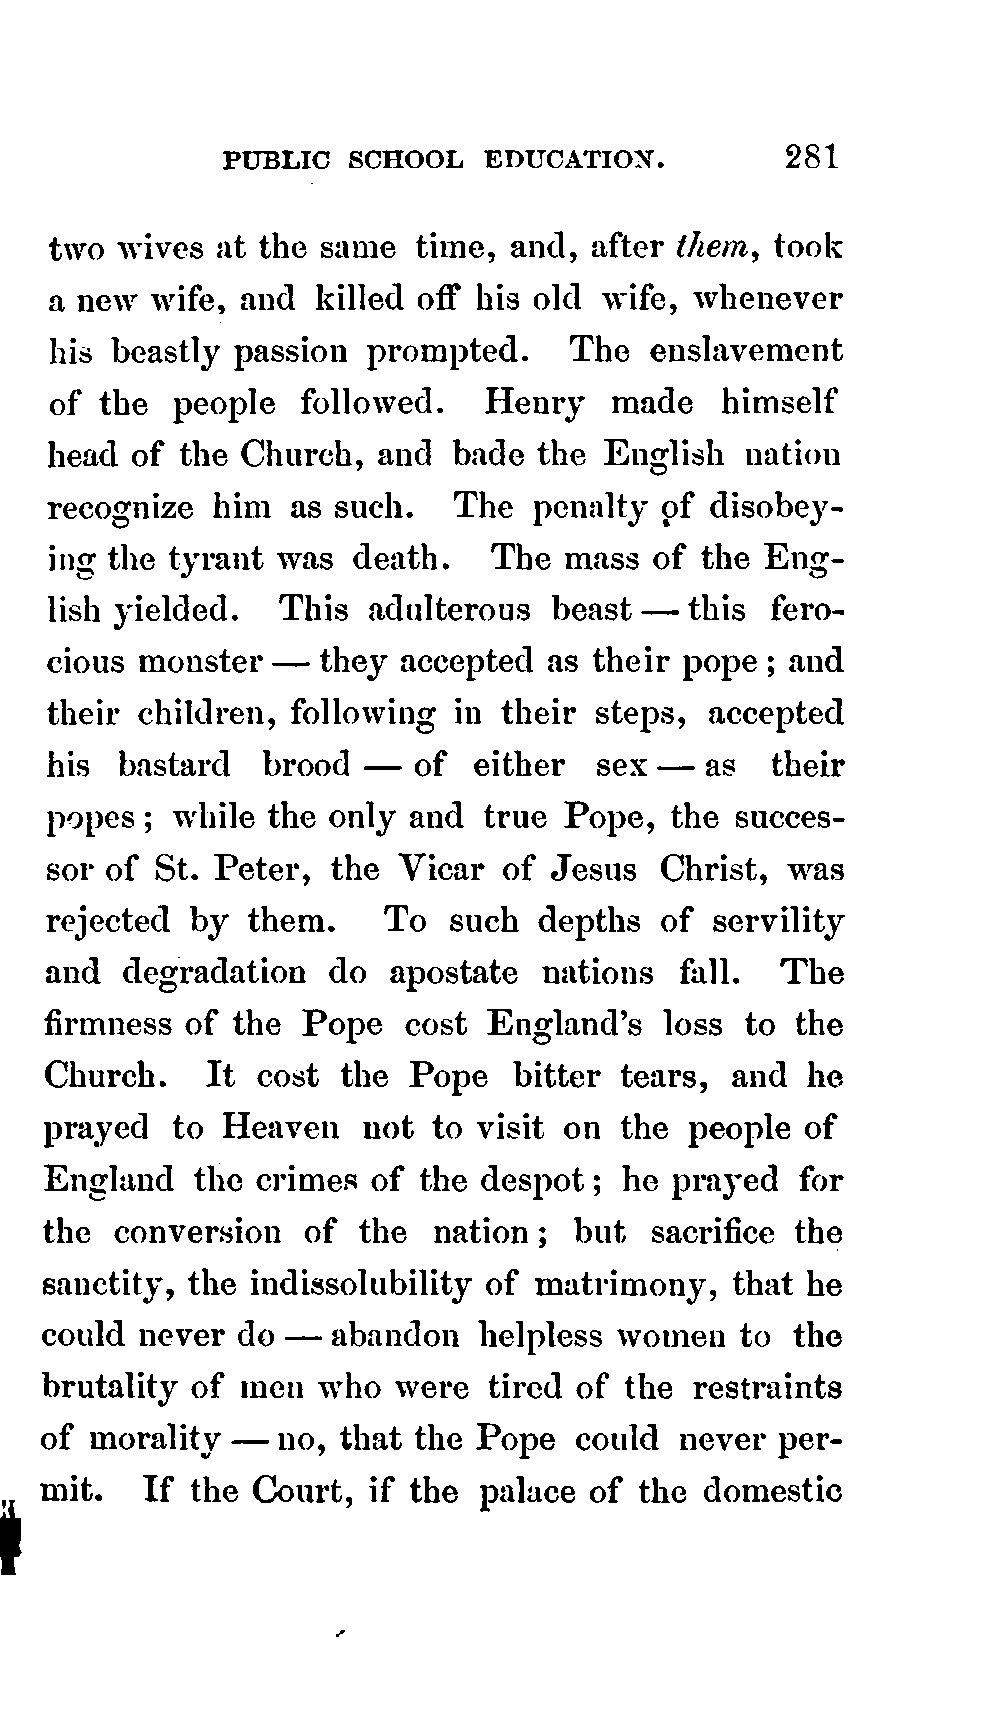 PUBLIC SCHOOL EDUCATION. 281
two wives at the same time, and, after them, took
a new wife, and killed off his old wife, whenever
his beastly passion prompted. The enslavement
of the people followed. Henry made himself
head of the Church, and bade the English nation
recognize him as such. The penalty of disobey-
ing the tyrant was death. The mass of the Eng-
lish yielded. This adulterous beast — this fero-
cious monster — they accepted as their pope; and
their children, following in their steps, accepted
his bastard brood — of either sex — as their
popes; while the only and true Pope, the succes-
sor of St. Peter, the Vicar of Jesus Christ, was
rejected by them. To such depths of servility
and degradation do apostate nations fall. The
firmness of the Pope cost England's loss to the
Church. It cost the Pope bitter tears, and he
prayed to Heaven not to visit on the people of
England the crimes of the despot; he prayed for
the conversion of the nation; but sacrifice the
sanctity, the indissolubility of matrimony, that he
could never do — abandon helpless women to the
brutality of men who were tired of the restraints
of morality — no, that the Pope could never per-
mit. If the Court, if the palace of the domestic